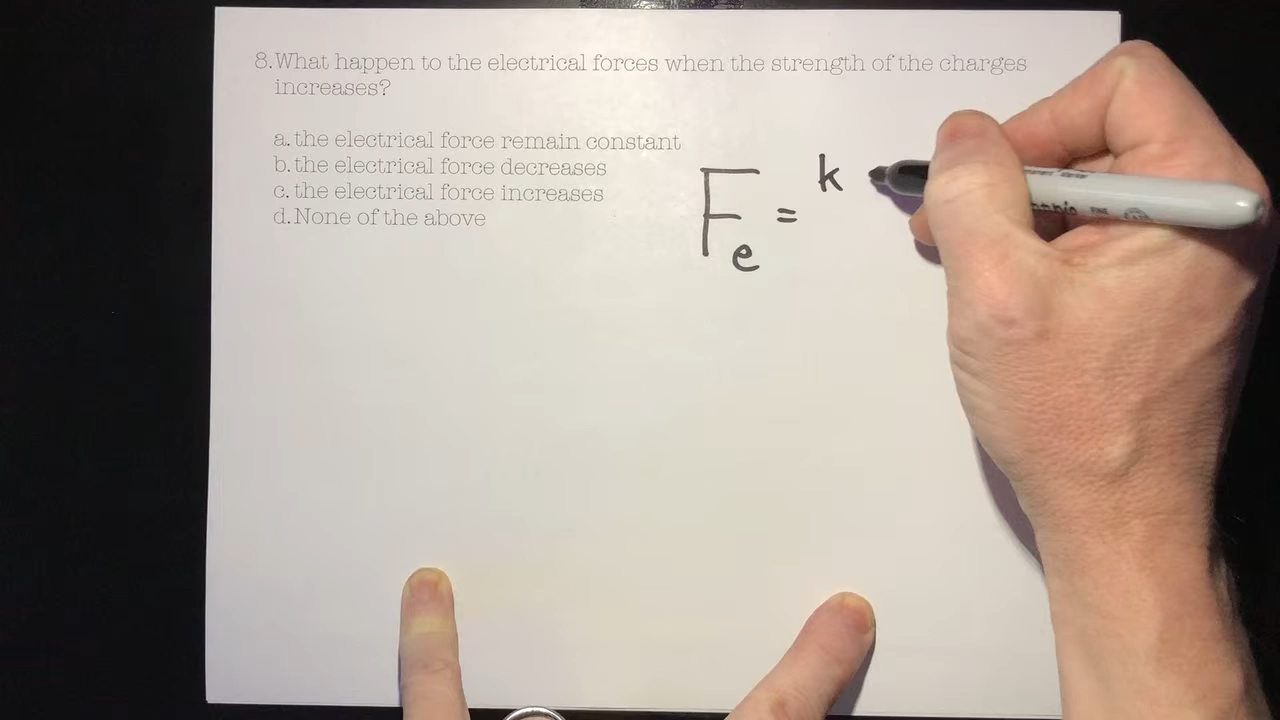 8.What happen to the electrical forces when the strength of the charges
increases?
a. the electrical force remain constant
b. the electrical force decreases
c. the electrical force increases
d.None of the above
Fe = k